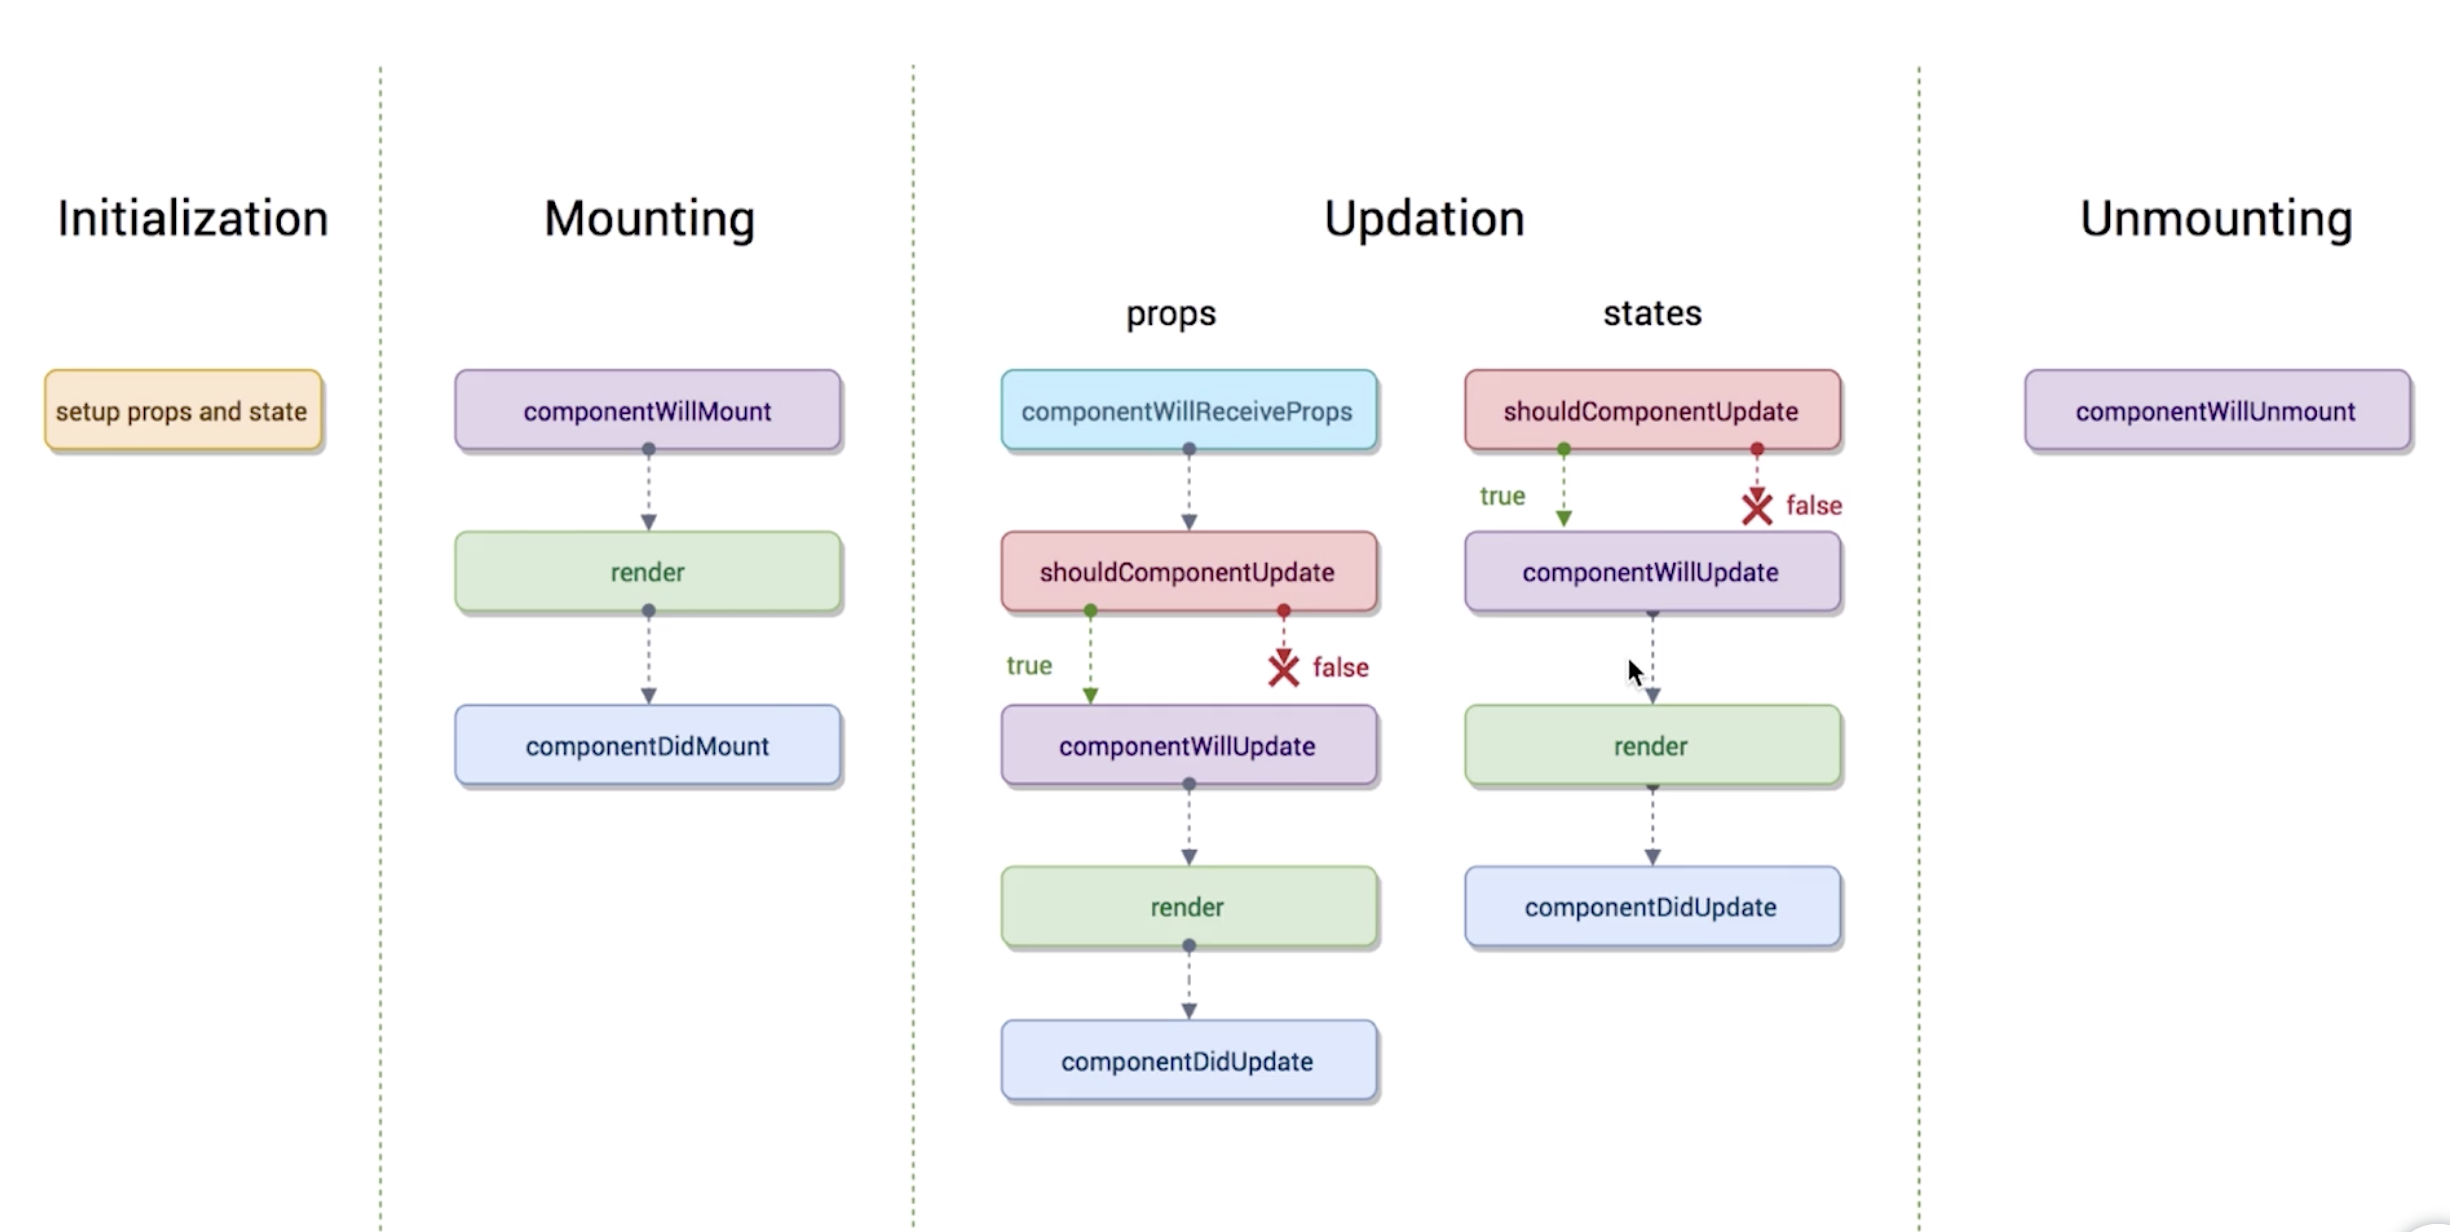 Initialization
setup props and state
Mounting
componentWillMount
render
componentDidMount
Updation
props
componentWillReceiveProps
shouldComponentUpdate
true
false
componentWillUpdate
render
componentDidUpdate
states
shouldComponentUpdate
true
false
componentWillUpdate
render
componentDidUpdate
Unmounting
componentWillUnmount